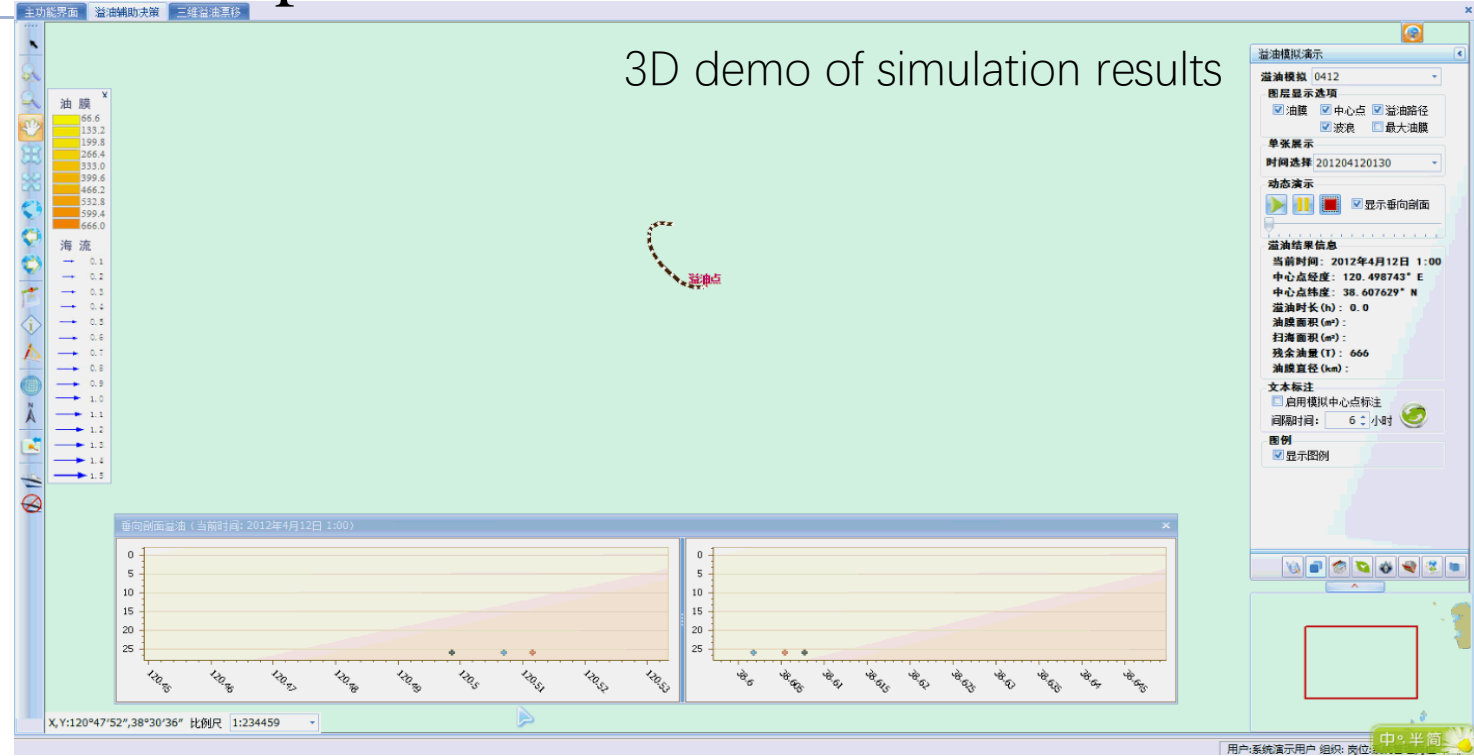 主功能界面 溢油辅助决策 三维溢油漂移
3D demo of simulation results
油 膜
66.6
133.2
199.8
266.4
333.0
399.6
466.2
532.8
599.4
666.0
海 流
0.1
0.2
0.3
0.4
0.5
0.6
0.7
0.8
0.9
1.0
1.1
1.2
1.3
1.4
1.5
溢油点
溢油模拟演示
溢油模拟 0412
图层显示选项
油膜 中心点 溢油路径
波浪 最大油膜
单张展示
时间选择 201204120130
动态演示
显示垂向剖面
溢油结果信息
当前时间: 2012年4月12日 1:00
中心点经度: 120.498743° E
中心点纬度: 38.607629° N
溢油时长(h): 0.0
油膜面积(m²):
扫海面积(m²):
残余油量(T): 666
油膜直径(km):
文本标注
启用模拟中心点标注
间隔时间: 6 小时
图例
显示图例
垂向剖面溢油(当前时间: 2012年4月12日 1:00)
0
5
10
15
20
25
120.45 120.46 120.47 120.48 120.49 120.5 120.51 120.52 120.53
0
5
10
15
20
25
38.6 38.605 38.61 38.615 38.62 38.625 38.63 38.635 38.64 38.645
X,Y:120°47'52",38°30'36" 比例尺 1:234459
用户:系统演示用户 组织: 岗位:
中 半 简